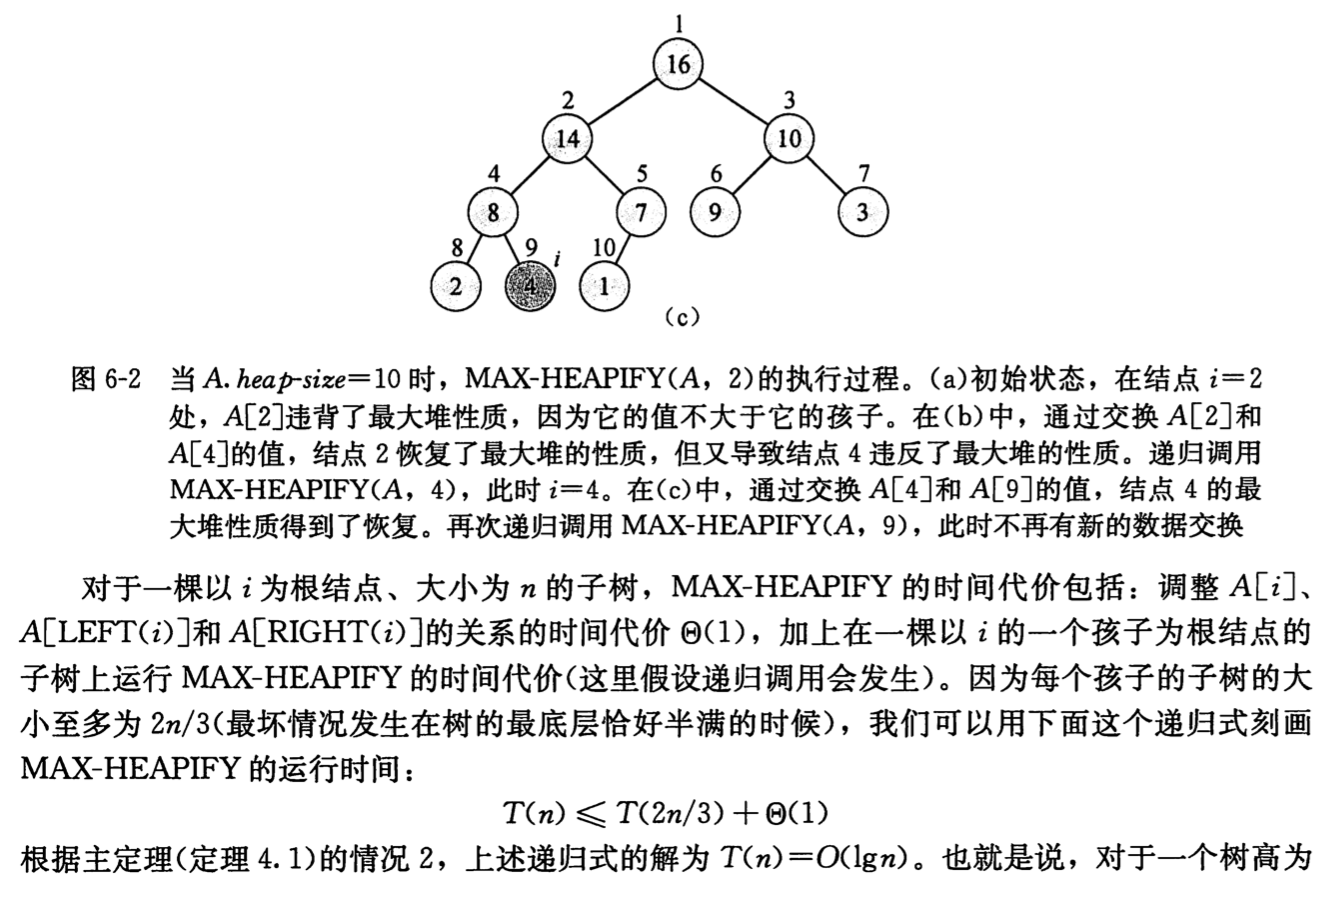 1
16
2 3
14 10
4 5 6 7
8 7 9 3
8 9 i 10
2 4 1
(c)
图 6-2 当 A. heap-size=10 时，MAX-HEAPIFY(A，2)的执行过程。(a)初始状态，在结点 i=2
处，A[2]违背了最大堆性质，因为它的值不大于它的孩子。在(b)中，通过交换 A[2]和
A[4]的值，结点 2 恢复了最大堆的性质，但又导致结点 4 违反了最大堆的性质。递归调用
MAX-HEAPIFY(A，4)，此时 i=4。在(c)中，通过交换 A[4]和 A[9]的值，结点 4 的最
大堆性质得到了恢复。再次递归调用 MAX-HEAPIFY(A，9)，此时不再有新的数据交换
对于一棵以 i 为根结点、大小为 n 的子树，MAX-HEAPIFY 的时间代价包括：调整 A[i]、
A[LEFT(i)]和 A[RIGHT(i)]的关系的时间代价 Θ(1)，加上在一棵以 i 的一个孩子为根结点的
子树上运行 MAX-HEAPIFY 的时间代价(这里假设递归调用会发生)。因为每个孩子的子树的大
小至多为 2n/3(最坏情况发生在树的最底层恰好半满的时候)，我们可以用下面这个递归式刻画
MAX-HEAPIFY 的运行时间：
T(n) ⩽ T(2n/3) + Θ(1)
根据主定理(定理 4.1)的情况 2，上述递归式的解为 T(n)=O(lgn)。也就是说，对于一个树高为